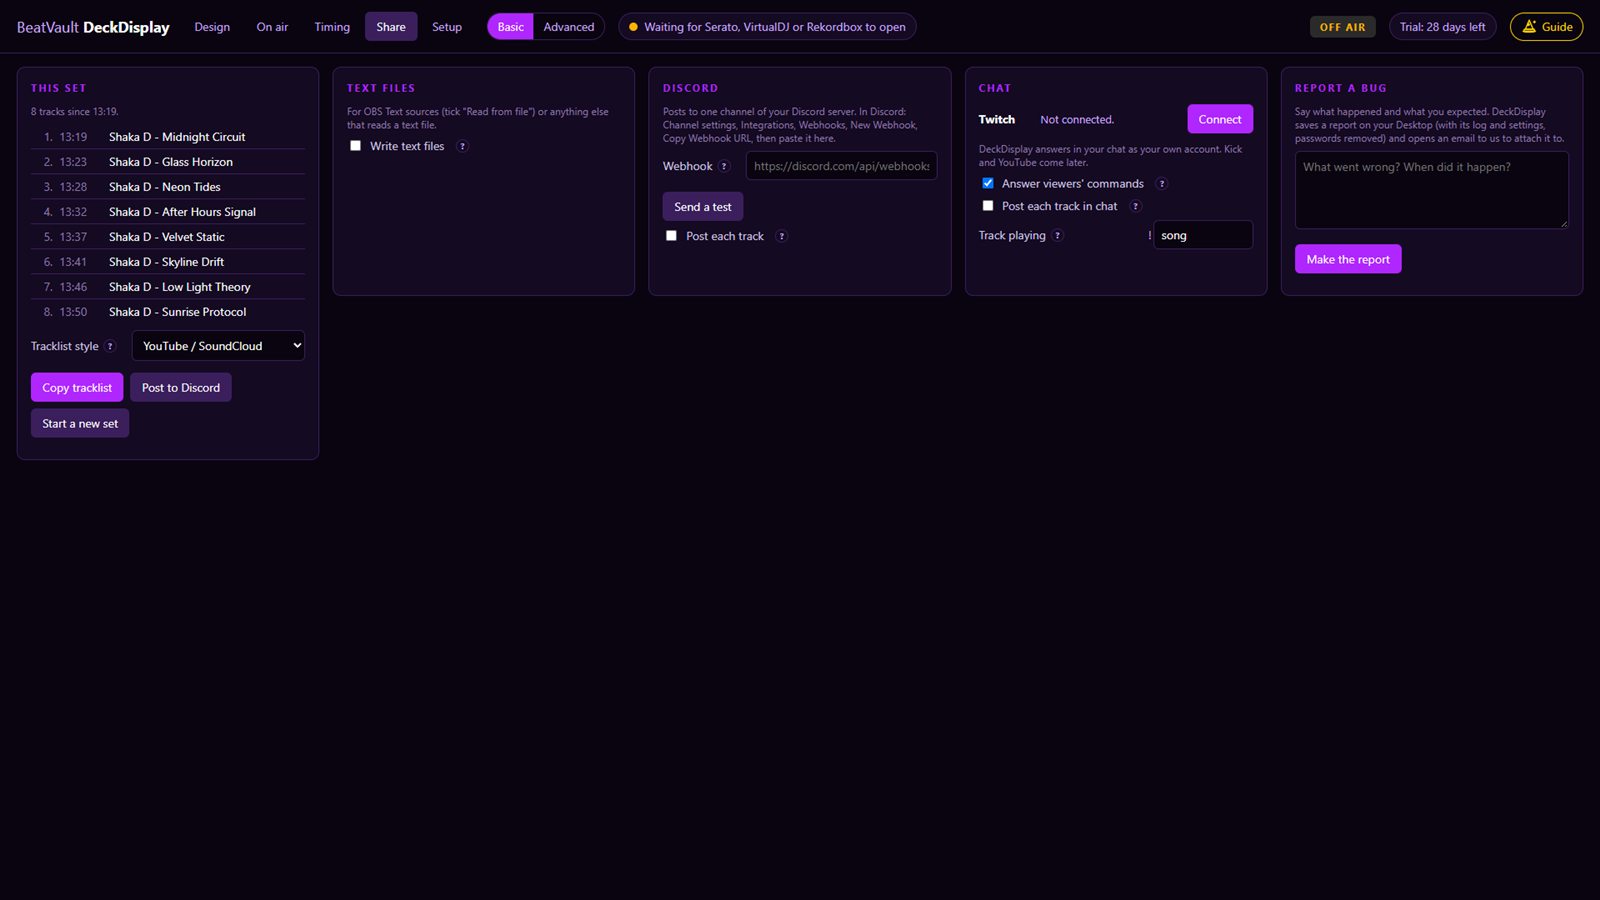 BeatVault DeckDisplay
Design
On air
Timing
Share
Setup
Basic
Advanced
Waiting for Serato, VirtualDJ or Rekordbox to open
OFF AIR
Trial: 28 days left
Guide
THIS SET
8 tracks since 13:19.
1. 13:19 Shaka D - Midnight Circuit
2. 13:23 Shaka D - Glass Horizon
3. 13:28 Shaka D - Neon Tides
4. 13:32 Shaka D - After Hours Signal
5. 13:37 Shaka D - Velvet Static
6. 13:41 Shaka D - Skyline Drift
7. 13:46 Shaka D - Low Light Theory
8. 13:50 Shaka D - Sunrise Protocol
Tracklist style ?
YouTube / SoundCloud
Copy tracklist
Post to Discord
Start a new set
TEXT FILES
For OBS Text sources (tick "Read from file") or anything else
that reads a text file.
Write text files ?
DISCORD
Posts to one channel of your Discord server. In Discord:
Channel settings, Integrations, Webhooks, New Webhook,
Copy Webhook URL, then paste it here.
Webhook ?
https://discord.com/api/webhooks
Send a test
Post each track ?
CHAT
Twitch
Not connected.
Connect
DeckDisplay answers in your chat as your own account. Kick
and YouTube come later.
Answer viewers' commands ?
Post each track in chat ?
Track playing ?
! song
REPORT A BUG
Say what happened and what you expected. DeckDisplay
saves a report on your Desktop (with its log and settings,
passwords removed) and opens an email to us to attach it to.
What went wrong? When did it happen?
Make the report